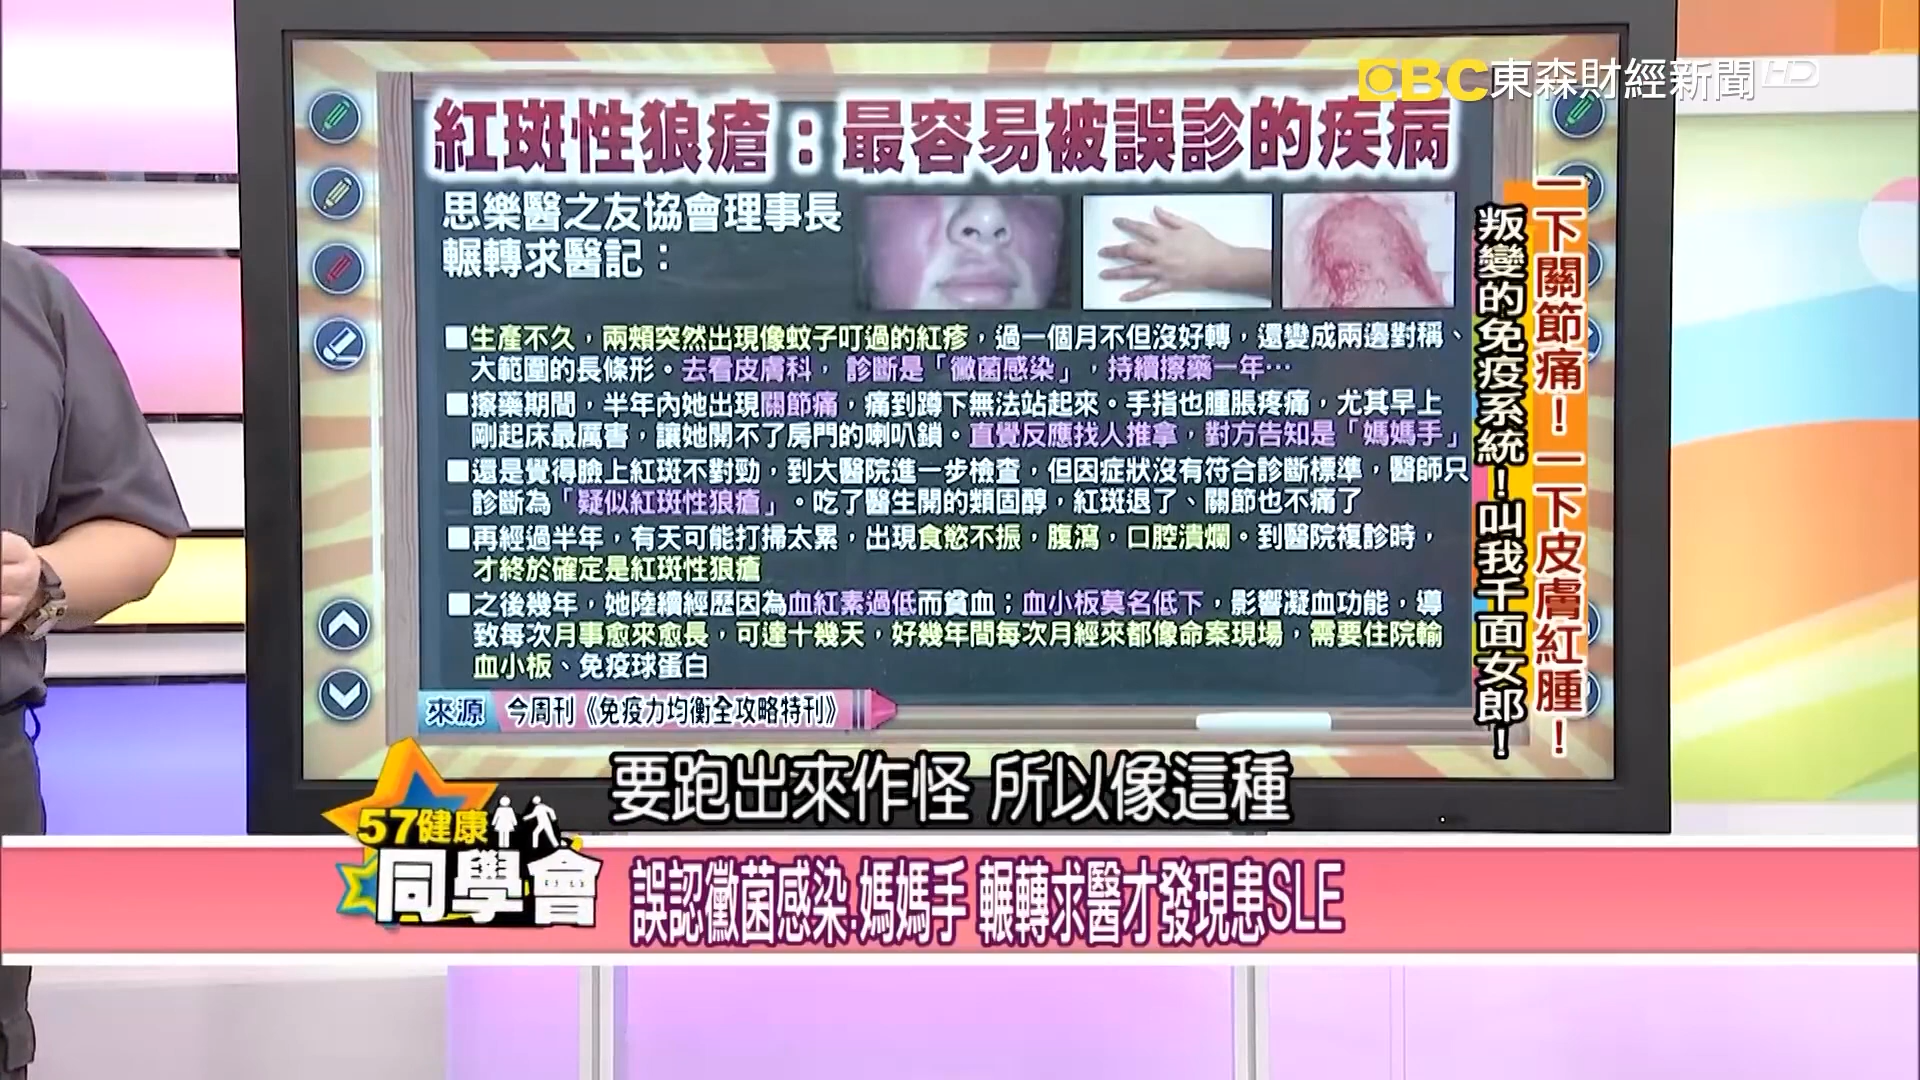 EBC東森財經新聞HD
紅斑性狼瘡：最容易被誤診的疾病
思樂醫之友協會理事長
輾轉求醫記：
■生產不久，兩頰突然出現像蚊子叮過的紅疹，過一個月不但沒好轉，還變成兩邊對稱、
大範圍的長條形。去看皮膚科，診斷是「黴菌感染」，持續擦藥一年⋯
■擦藥期間，半年內她出現關節痛，痛到蹲下無法站起來。手指也腫脹疼痛，尤其早上
剛起床最厲害，讓她開不了房門的喇叭鎖。直覺反應找人推拿，對方告知是「媽媽手」
■還是覺得臉上紅斑不對勁，到大醫院進一步檢查，但因症狀沒有符合診斷標準，醫師只
診斷為「疑似紅斑性狼瘡」。吃了醫生開的類固醇，紅斑退了、關節也不痛了
■再經過半年，有天可能打掃太累，出現食慾不振，腹瀉，口腔潰爛。到醫院複診時，
才終於確定是紅斑性狼瘡
■之後幾年，她陸續經歷因為血紅素過低而貧血；血小板莫名低下，影響凝血功能，導
致每次月事愈來愈長，可達十幾天，好幾年間每次月經來都像命案現場，需要住院輸
血小板、免疫球蛋白
來源 今周刊《免疫力均衡全攻略特刊》
一下關節痛！一下皮膚紅腫！
叛變的免疫系統！叫我千面女郎！
要跑出來作怪 所以像這種
57健康
同學會
誤認黴菌感染.媽媽手 輾轉求醫才發現患SLE